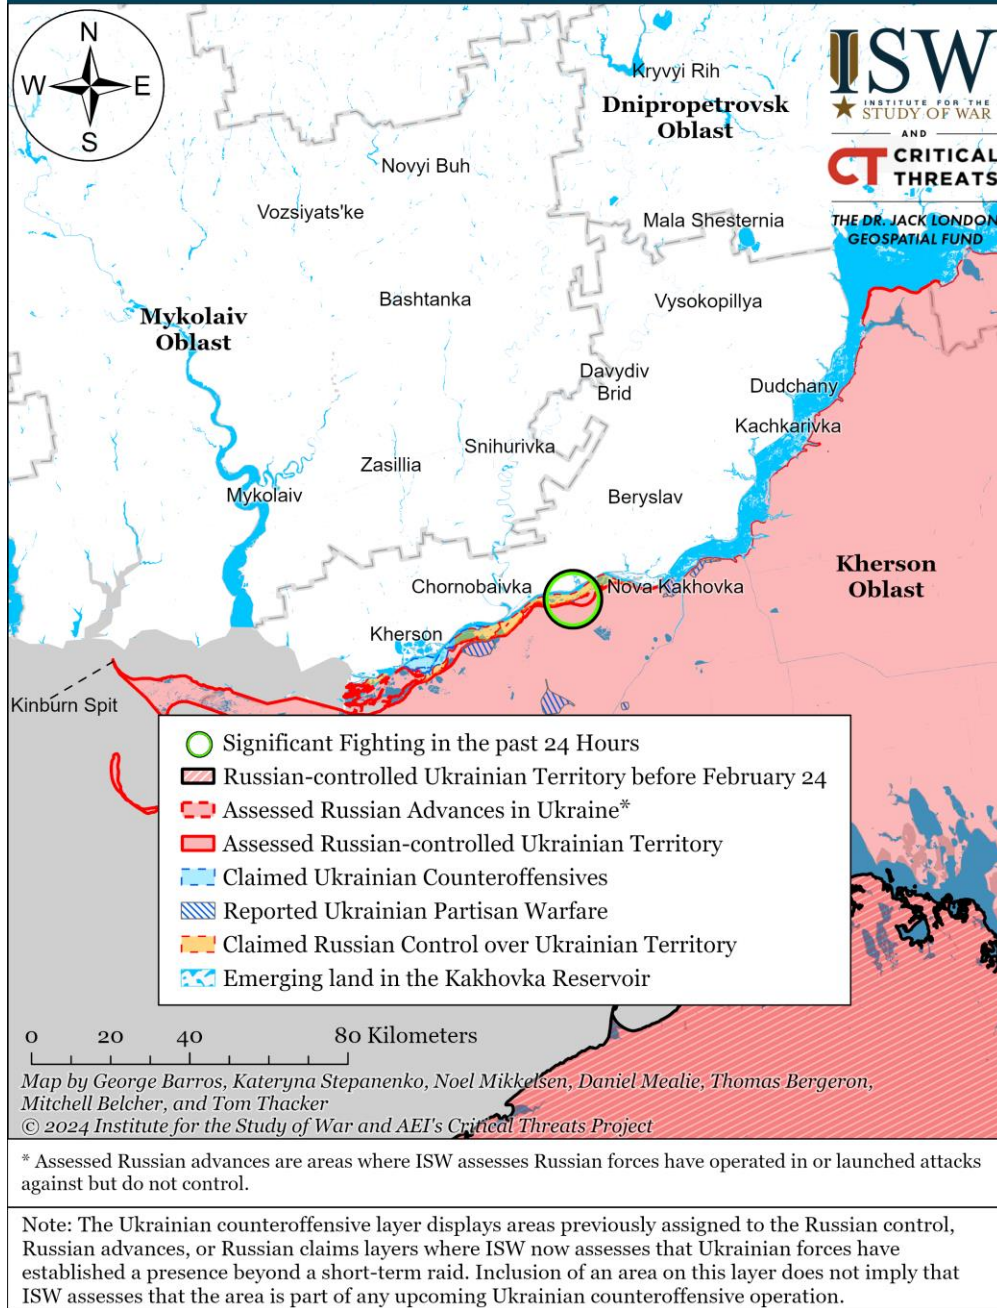 N
W
E
S
ISW
INSTITUTE FOR THE
STUDY OF WAR
AND
CT CRITICAL
THREATS
THE DR. JACK LONDON
GEOSPATIAL FUND
Kryvyi Rih
Dnipropetrovsk
Oblast
Novyi Buh
Vozsiyats'ke
Mala Shesternia
Bashtanka
Vysokopillya
Mykolaiv
Oblast
Davydiv
Brid
Dudchany
Kachkarivka
Snihurivka
Zasillia
Mykolaiv
Beryslav
Kherson
Oblast
Chornobaivka
Nova Kakhovka
Kherson
Kinburn Spit
Significant Fighting in the past 24 Hours
Russian-controlled Ukrainian Territory before February 24
Assessed Russian Advances in Ukraine*
Assessed Russian-controlled Ukrainian Territory
Claimed Ukrainian Counteroffensives
Reported Ukrainian Partisan Warfare
Claimed Russian Control over Ukrainian Territory
Emerging land in the Kakhovka Reservoir
0 20 40 80 Kilometers
Map by George Barros, Kateryna Stepanenko, Noel Mikkelsen, Daniel Mealie, Thomas Bergeron,
Mitchell Belcher, and Tom Thacker
© 2024 Institute for the Study of War and AEI's Critical Threats Project
* Assessed Russian advances are areas where ISW assesses Russian forces have operated in or launched attacks
against but do not control.
Note: The Ukrainian counteroffensive layer displays areas previously assigned to the Russian control,
Russian advances, or Russian claims layers where ISW now assesses that Ukrainian forces have
established a presence beyond a short-term raid. Inclusion of an area on this layer does not imply that
ISW assesses that the area is part of any upcoming Ukrainian counteroffensive operation.